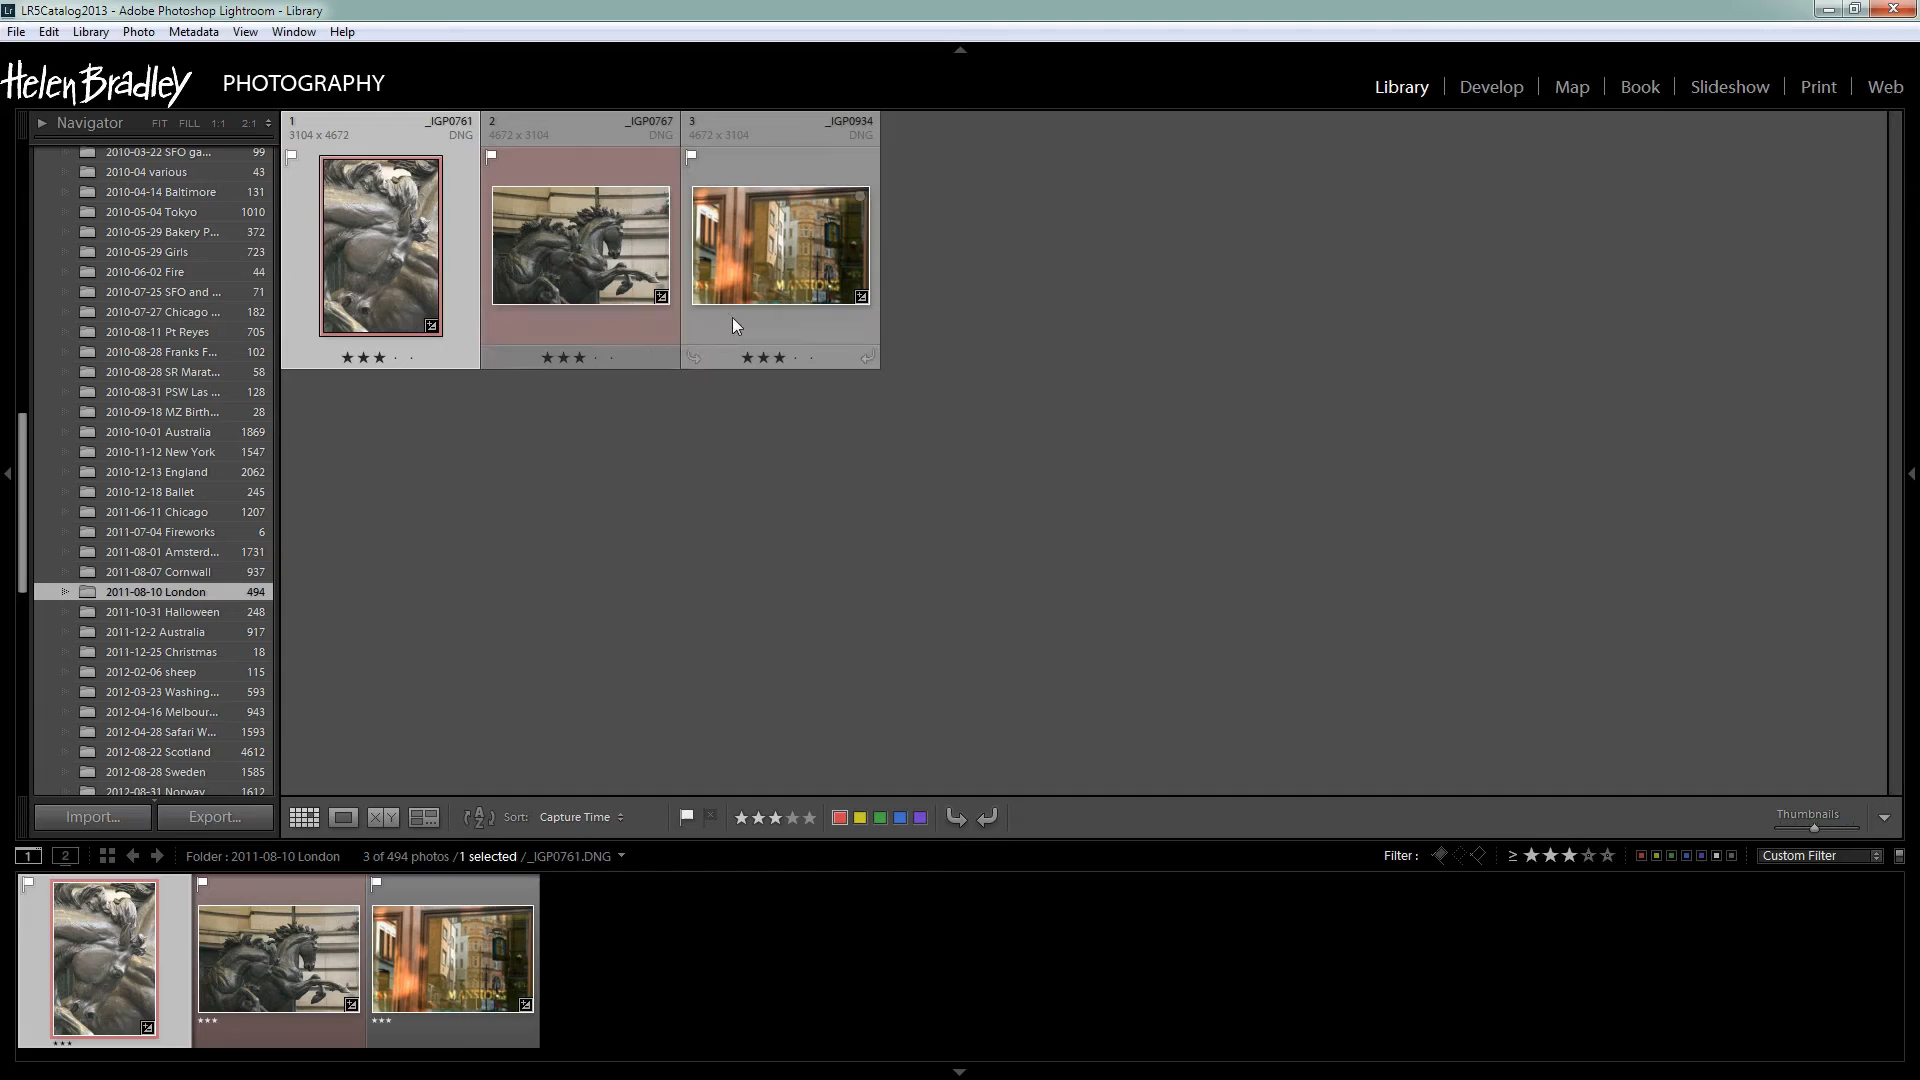 Lr LR5Catalog2013 - Adobe Photoshop Lightroom - Library
File Edit Library Photo Metadata View Window Help
Helen Bradley PHOTOGRAPHY
Library Develop Map Book Slideshow Print Web
Navigator FIT FILL 1:1 2:1
2010-03-22 SFO ga... 99
2010-04 various 43
2010-04-14 Baltimore 131
2010-05-04 Tokyo 1010
2010-05-29 Bakery P... 372
2010-05-29 Girls 723
2010-06-02 Fire 44
2010-07-25 SFO and ... 71
2010-07-27 Chicago ... 182
2010-08-11 Pt Reyes 705
2010-08-28 Franks F... 102
2010-08-28 SR Marat... 58
2010-08-31 PSW Las ... 128
2010-09-18 MZ Birth... 28
2010-10-01 Australia 1869
2010-11-12 New York 1547
2010-12-13 England 2062
2010-12-18 Ballet 245
2011-06-11 Chicago 1207
2011-07-04 Fireworks 6
2011-08-01 Amsterd... 1731
2011-08-07 Cornwall 937
2011-08-10 London 494
2011-10-31 Halloween 248
2011-12-2 Australia 917
2011-12-25 Christmas 18
2012-02-06 sheep 115
2012-03-23 Washing... 593
2012-04-16 Melbour... 943
2012-04-28 Safari W... 1593
2012-08-22 Scotland 4612
2012-08-28 Sweden 1585
2012-08-31 Norway 1612
Import... Export...
1 _IGP0761
3104 x 4672 DNG
2 _IGP0767
4672 x 3104 DNG
3 _IGP0934
4672 x 3104 DNG
MANSIONS
XY
Sort: Capture Time
Thumbnails
1 2 Folder : 2011-08-10 London 3 of 494 photos / 1 selected / _IGP0761.DNG
Filter : ≥ Custom Filter
MANSIONS